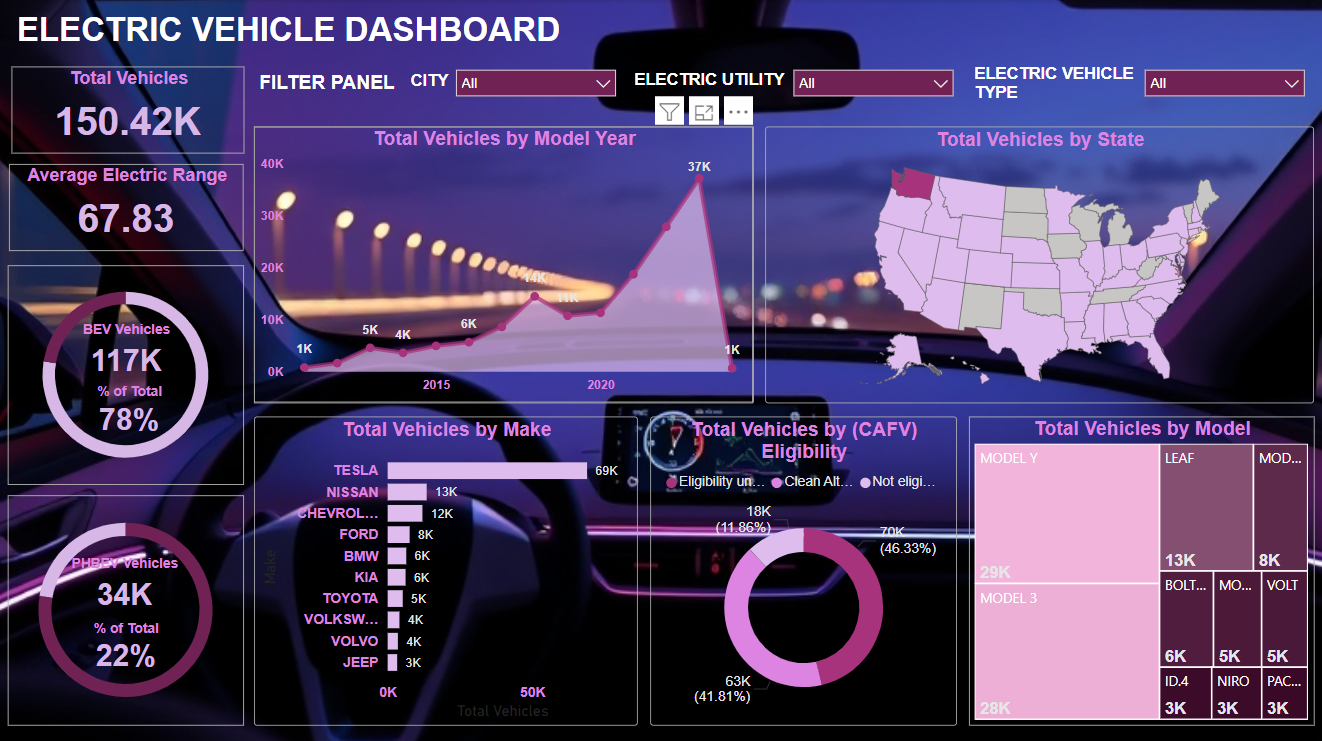 ELECTRIC VEHICLE DASHBOARD
Total Vehicles
150.42K
Average Electric Range
67.83
BEV Vehicles
117K
% of Total
78%
PHBEV Vehicles
34K
% of Total
22%
FILTER PANEL
CITY
All
ELECTRIC UTILITY
All
ELECTRIC VEHICLE
TYPE
All
Total Vehicles by Model Year
40K
30K
20K
10K
0K
1K
5K
4K
6K
14K
11K
37K
1K
2015
2020
Total Vehicles by State
Total Vehicles by Make
Make
TESLA 69K
NISSAN 13K
CHEVROL... 12K
FORD 8K
BMW 6K
KIA 6K
TOYOTA 5K
VOLKSW... 4K
VOLVO 4K
JEEP 3K
0K 50K
Total Vehicles
Total Vehicles by (CAFV)
Eligibility
Eligibility un... Clean Alt... Not eligi...
18K
(11.86%)
70K
(46.33%)
63K
(41.81%)
Total Vehicles by Model
MODEL Y
29K
MODEL 3
28K
LEAF
13K
MOD...
8K
BOLT...
6K
MO...
5K
VOLT
5K
ID.4
3K
NIRO
3K
PAC...
3K